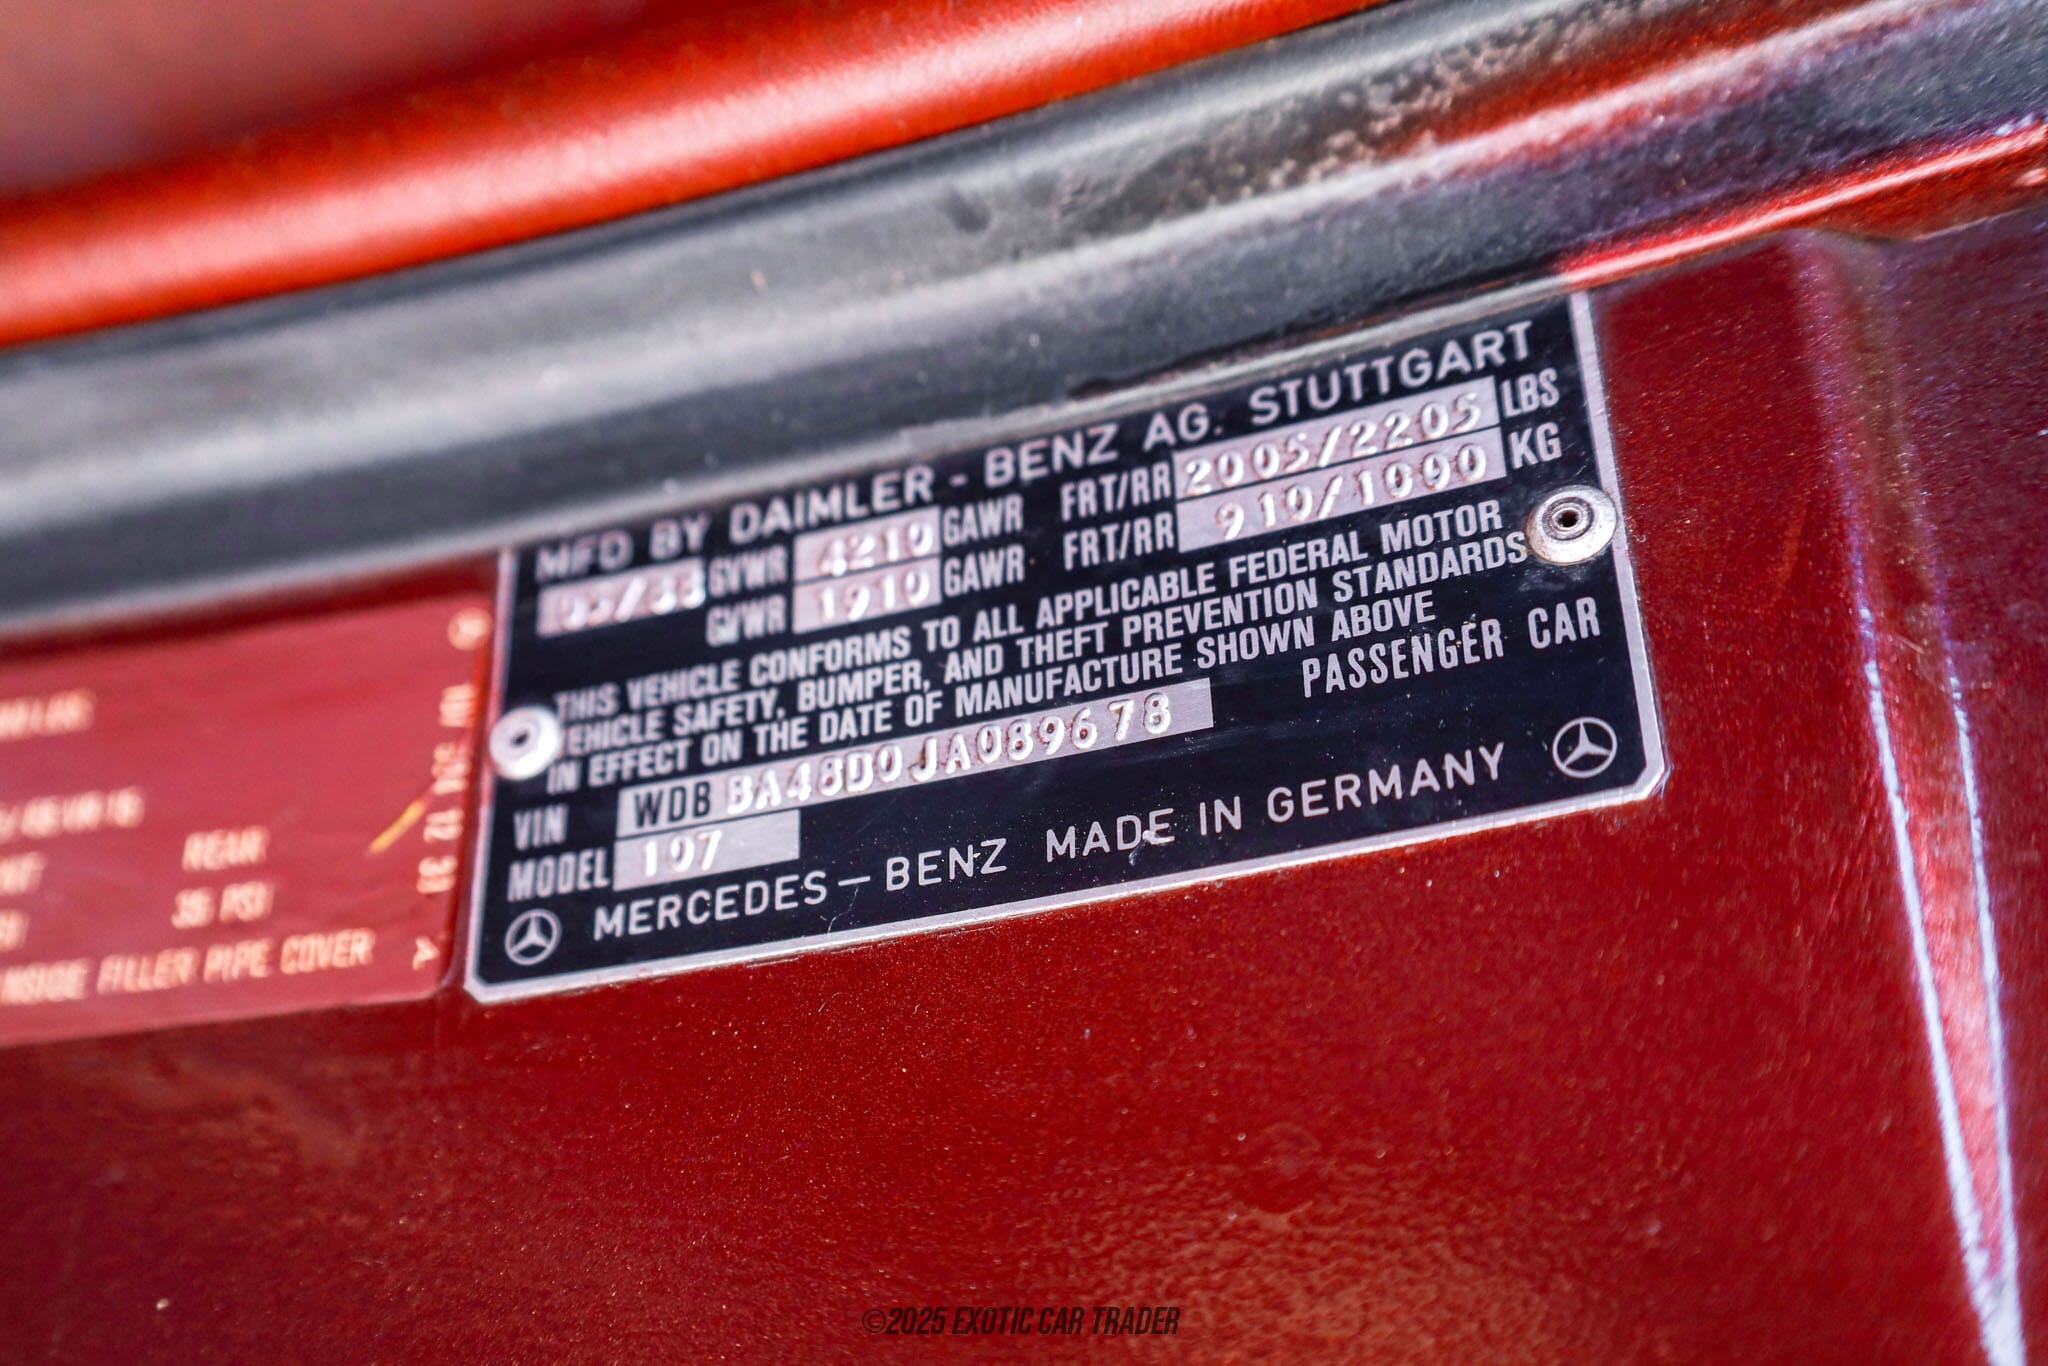 MFD BY DAIMLER - BENZ AG. STUTTGART
GVWR 4210 GAWR FRT/RR 2005/2205 LBS
GVWR 1910 GAWR FRT/RR 910/1000 KG
THIS VEHICLE CONFORMS TO ALL APPLICABLE FEDERAL MOTOR
VEHICLE SAFETY, BUMPER, AND THEFT PREVENTION STANDARDS
IN EFFECT ON THE DATE OF MANUFACTURE SHOWN ABOVE
VIN WDB BA48D0JA089678 PASSENGER CAR
MODEL 107
MERCEDES – BENZ MADE IN GERMANY
REAR
36 PSI
FILLER PIPE COVER
©2025 EXOTIC CAR TRADER